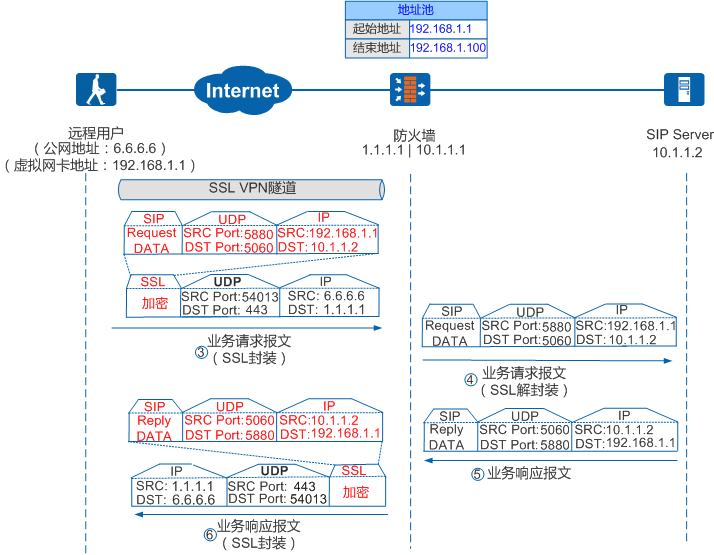 地址池
起始地址 192.168.1.1
结束地址 192.168.1.100
Internet
远程用户
（公网地址：6.6.6.6）
（虚拟网卡地址：192.168.1.1）
防火墙
1.1.1.1 | 10.1.1.1
SIP Server
10.1.1.2
SSL VPN隧道
SIP UDP IP
Request SRC Port:5880 SRC:192.168.1.1
DATA DST Port:5060 DST: 10.1.1.2
SSL UDP IP
加密 SRC Port:54013 SRC: 6.6.6.6
DST Port: 443 DST: 1.1.1.1
③ 业务请求报文
（SSL封装）
SIP UDP IP
Request SRC Port:5880 SRC:192.168.1.1
DATA DST Port:5060 DST: 10.1.1.2
④ 业务请求报文
（SSL解封装）
SIP UDP IP
Reply SRC Port:5060 SRC:10.1.1.2
DATA DST Port:5880 DST:192.168.1.1
⑤ 业务响应报文
SIP UDP IP
Reply SRC Port:5060 SRC:10.1.1.2
DATA DST Port:5880 DST:192.168.1.1
IP UDP SSL
SRC: 1.1.1.1 SRC Port: 443 加密
DST: 6.6.6.6 DST Port: 54013
⑥ 业务响应报文
（SSL封装）